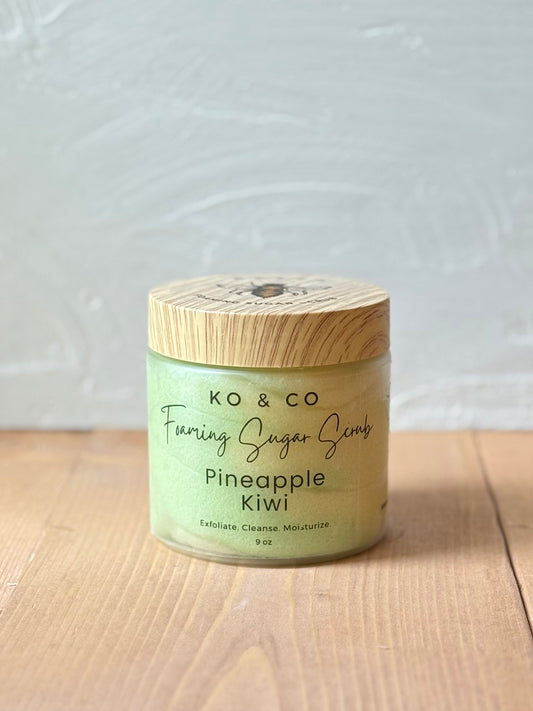 KO & CO
Foaming Sugar Scrub
Pineapple
Kiwi
Exfoliate. Cleanse. Moisturize.
9 oz